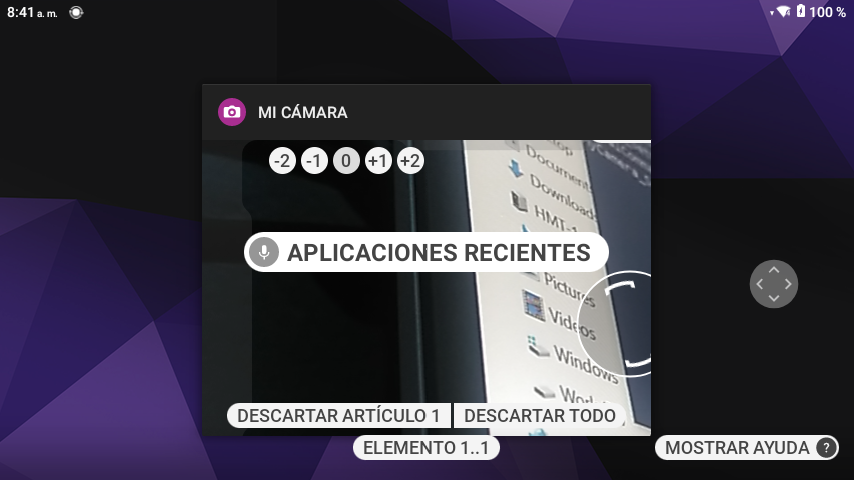 8:41 a. m.
100 %
MI CÁMARA
-2 -1 0 +1 +2
Documents
Downloads
HMT-1
APLICACIONES RECIENTES
Pictures
Videos
Windows
DESCARTAR ARTÍCULO 1
DESCARTAR TODO
ELEMENTO 1..1
MOSTRAR AYUDA ?